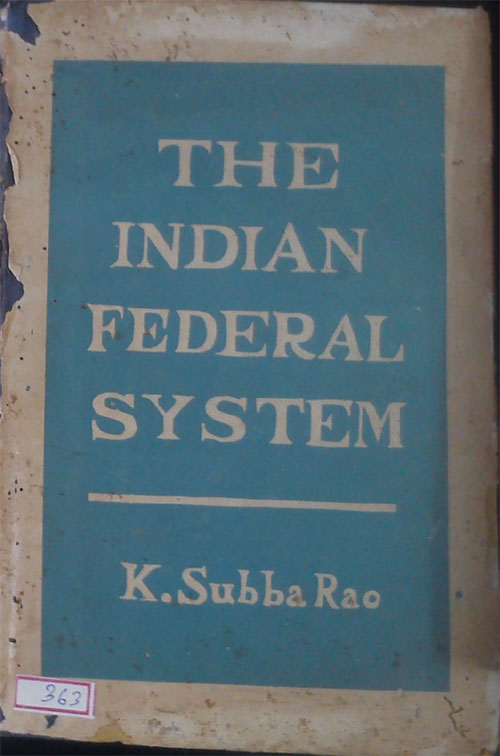 THE
INDIAN
FEDERAL
SYSTEM
K. Subba Rao
363